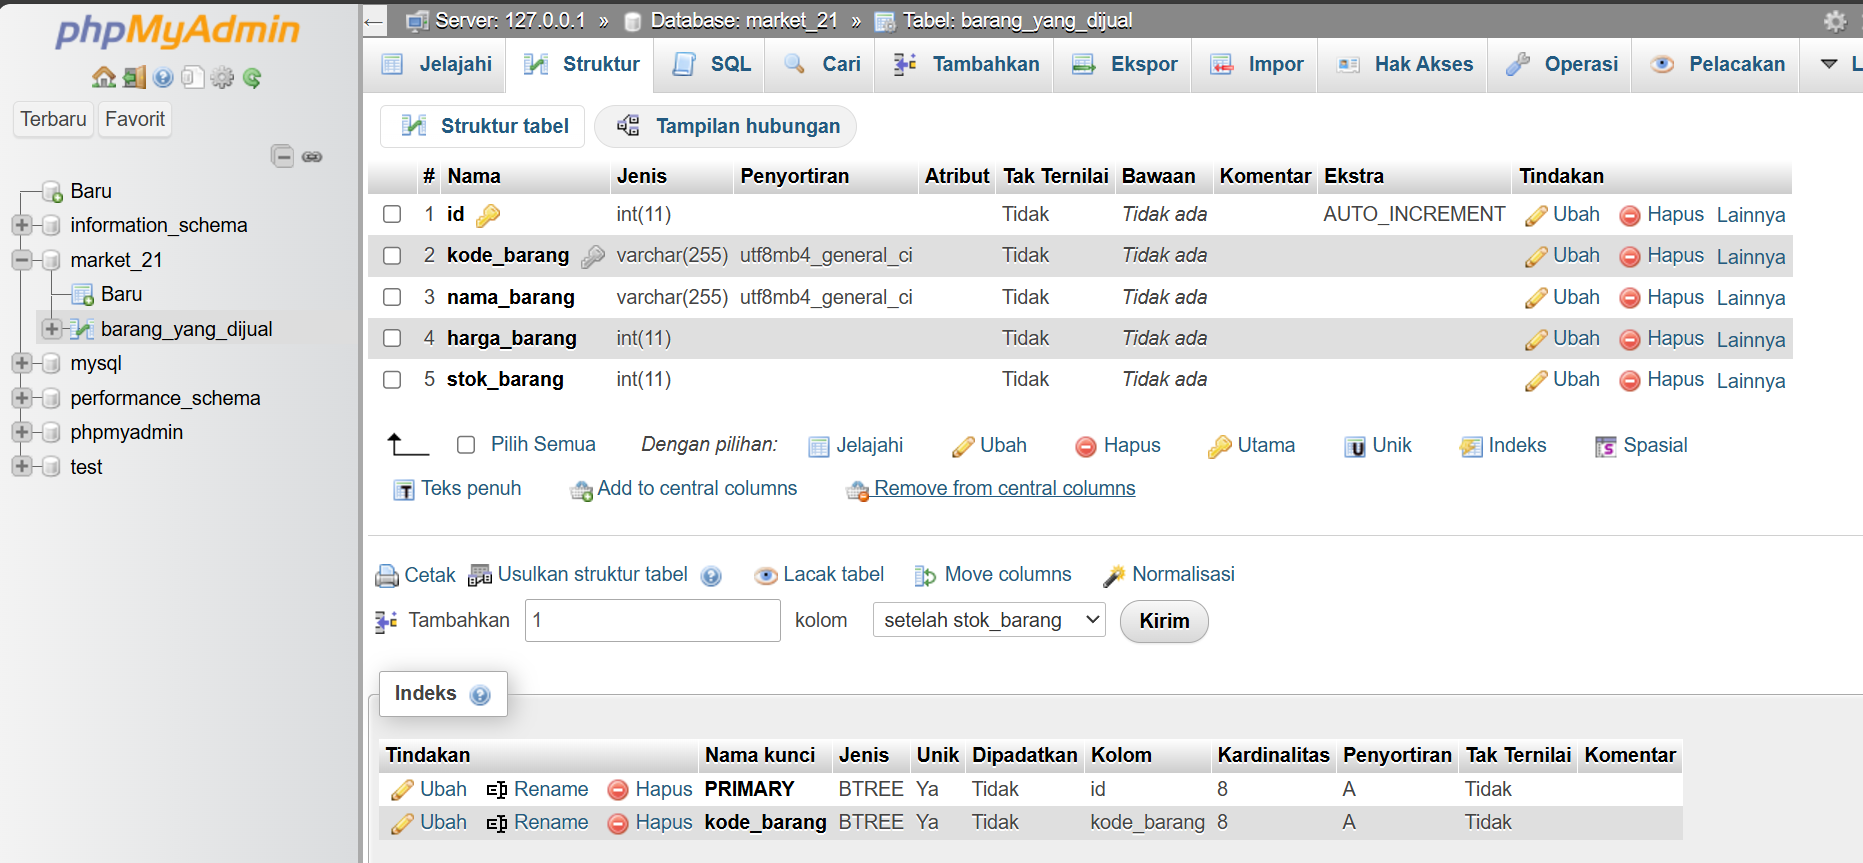 phpMyAdmin
Terbaru Favorit
Baru
information_schema
market_21
Baru
barang_yang_dijual
mysql
performance_schema
phpmyadmin
test
← Server: 127.0.0.1 » Database: market_21 » Tabel: barang_yang_dijual
Jelajahi Struktur SQL Cari Tambahkan Ekspor Impor Hak Akses Operasi Pelacakan L
Struktur tabel Tampilan hubungan
# Nama Jenis Penyortiran Atribut Tak Ternilai Bawaan Komentar Ekstra Tindakan
1 id int(11) Tidak Tidak ada AUTO_INCREMENT Ubah Hapus Lainnya
2 kode_barang varchar(255) utf8mb4_general_ci Tidak Tidak ada Ubah Hapus Lainnya
3 nama_barang varchar(255) utf8mb4_general_ci Tidak Tidak ada Ubah Hapus Lainnya
4 harga_barang int(11) Tidak Tidak ada Ubah Hapus Lainnya
5 stok_barang int(11) Tidak Tidak ada Ubah Hapus Lainnya
Pilih Semua Dengan pilihan: Jelajahi Ubah Hapus Utama Unik Indeks Spasial
Teks penuh Add to central columns Remove from central columns
Cetak Usulkan struktur tabel Lacak tabel Move columns Normalisasi
Tambahkan 1 kolom setelah stok_barang Kirim
Indeks
Tindakan Nama kunci Jenis Unik Dipadatkan Kolom Kardinalitas Penyortiran Tak Ternilai Komentar
Ubah Rename Hapus PRIMARY BTREE Ya Tidak id 8 A Tidak
Ubah Rename Hapus kode_barang BTREE Ya Tidak kode_barang 8 A Tidak